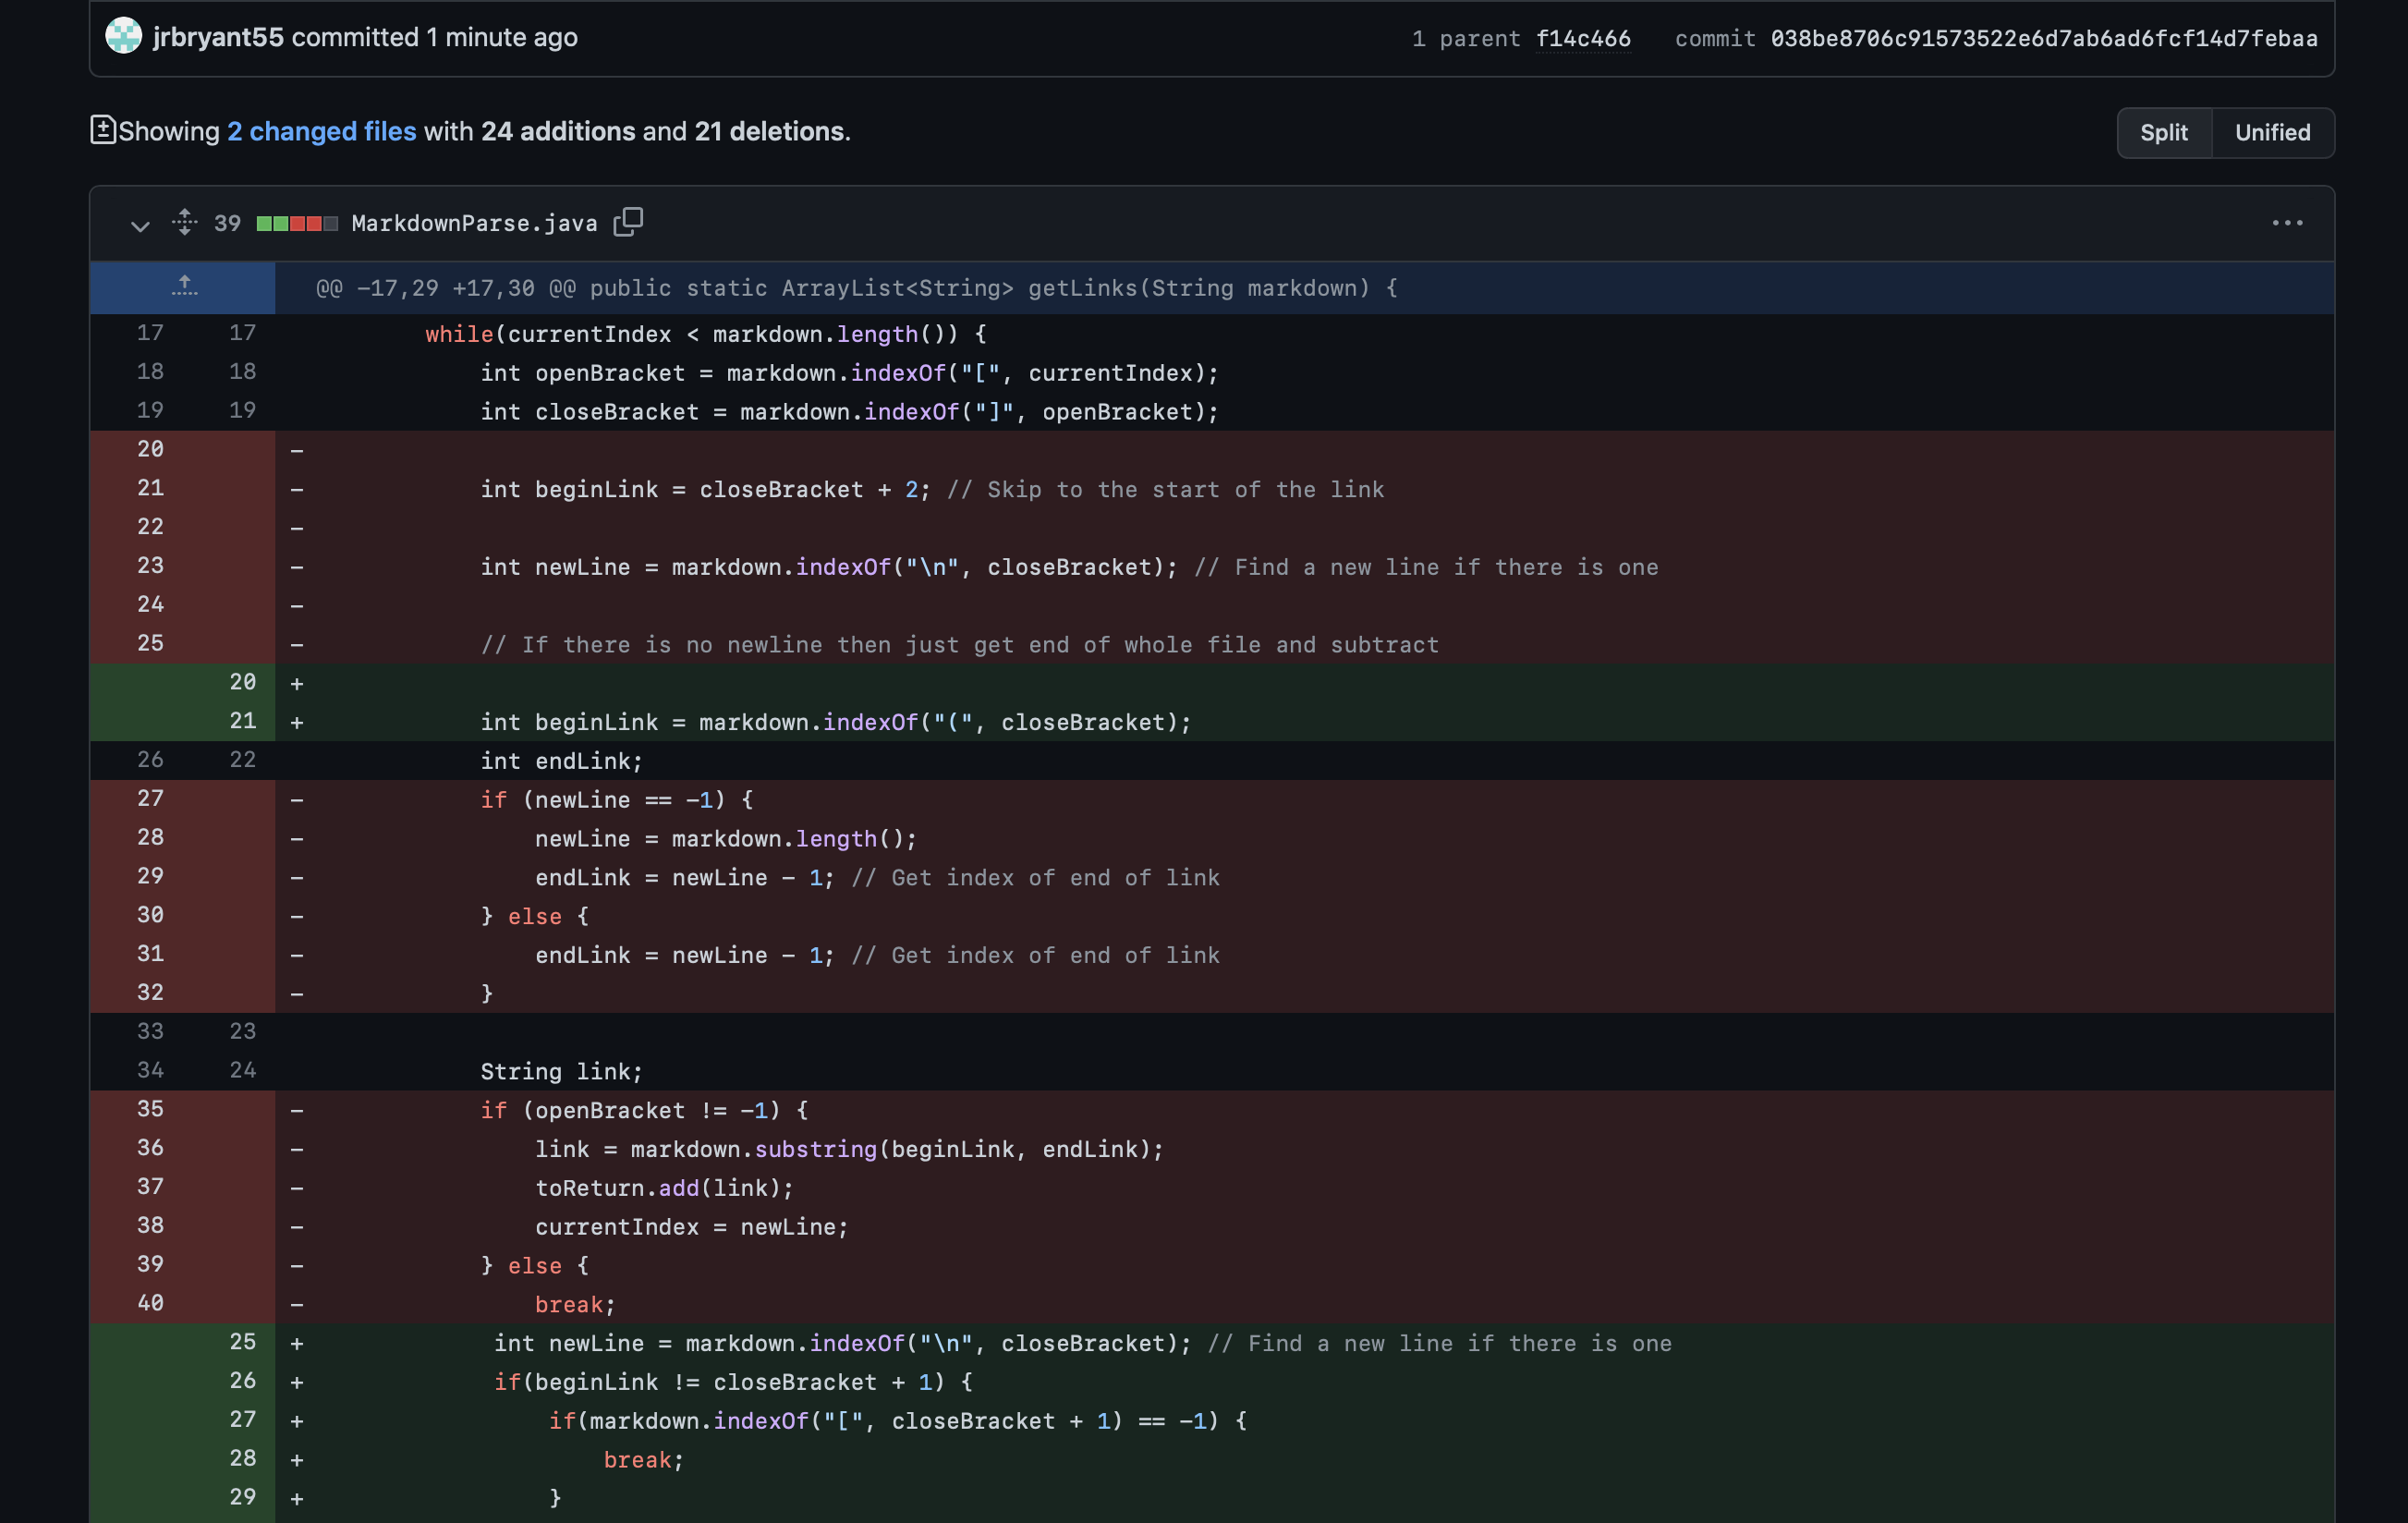 jrbryant55 committed 1 minute ago 1 parent f14c466 commit 038be8706c91573522e6d7ab6ad6fcf14d7febaa
Showing 2 changed files with 24 additions and 21 deletions. Split Unified
39 MarkdownParse.java
@@ -17,29 +17,30 @@ public static ArrayList<String> getLinks(String markdown) {
17 17 while(currentIndex < markdown.length()) {
18 18 int openBracket = markdown.indexOf("[", currentIndex);
19 19 int closeBracket = markdown.indexOf("]", openBracket);
20 -
21 - int beginLink = closeBracket + 2; // Skip to the start of the link
22 -
23 - int newLine = markdown.indexOf("\n", closeBracket); // Find a new line if there is one
24 -
25 - // If there is no newline then just get end of whole file and subtract
20 +
21 + int beginLink = markdown.indexOf("(", closeBracket);
26 22 int endLink;
27 - if (newLine == -1) {
28 - newLine = markdown.length();
29 - endLink = newLine - 1; // Get index of end of link
30 - } else {
31 - endLink = newLine - 1; // Get index of end of link
32 - }
33 23
34 24 String link;
35 - if (openBracket != -1) {
36 - link = markdown.substring(beginLink, endLink);
37 - toReturn.add(link);
38 - currentIndex = newLine;
39 - } else {
40 - break;
25 + int newLine = markdown.indexOf("\n", closeBracket); // Find a new line if there is one
26 + if(beginLink != closeBracket + 1) {
27 + if(markdown.indexOf("[", closeBracket + 1) == -1) {
28 + break;
29 + }